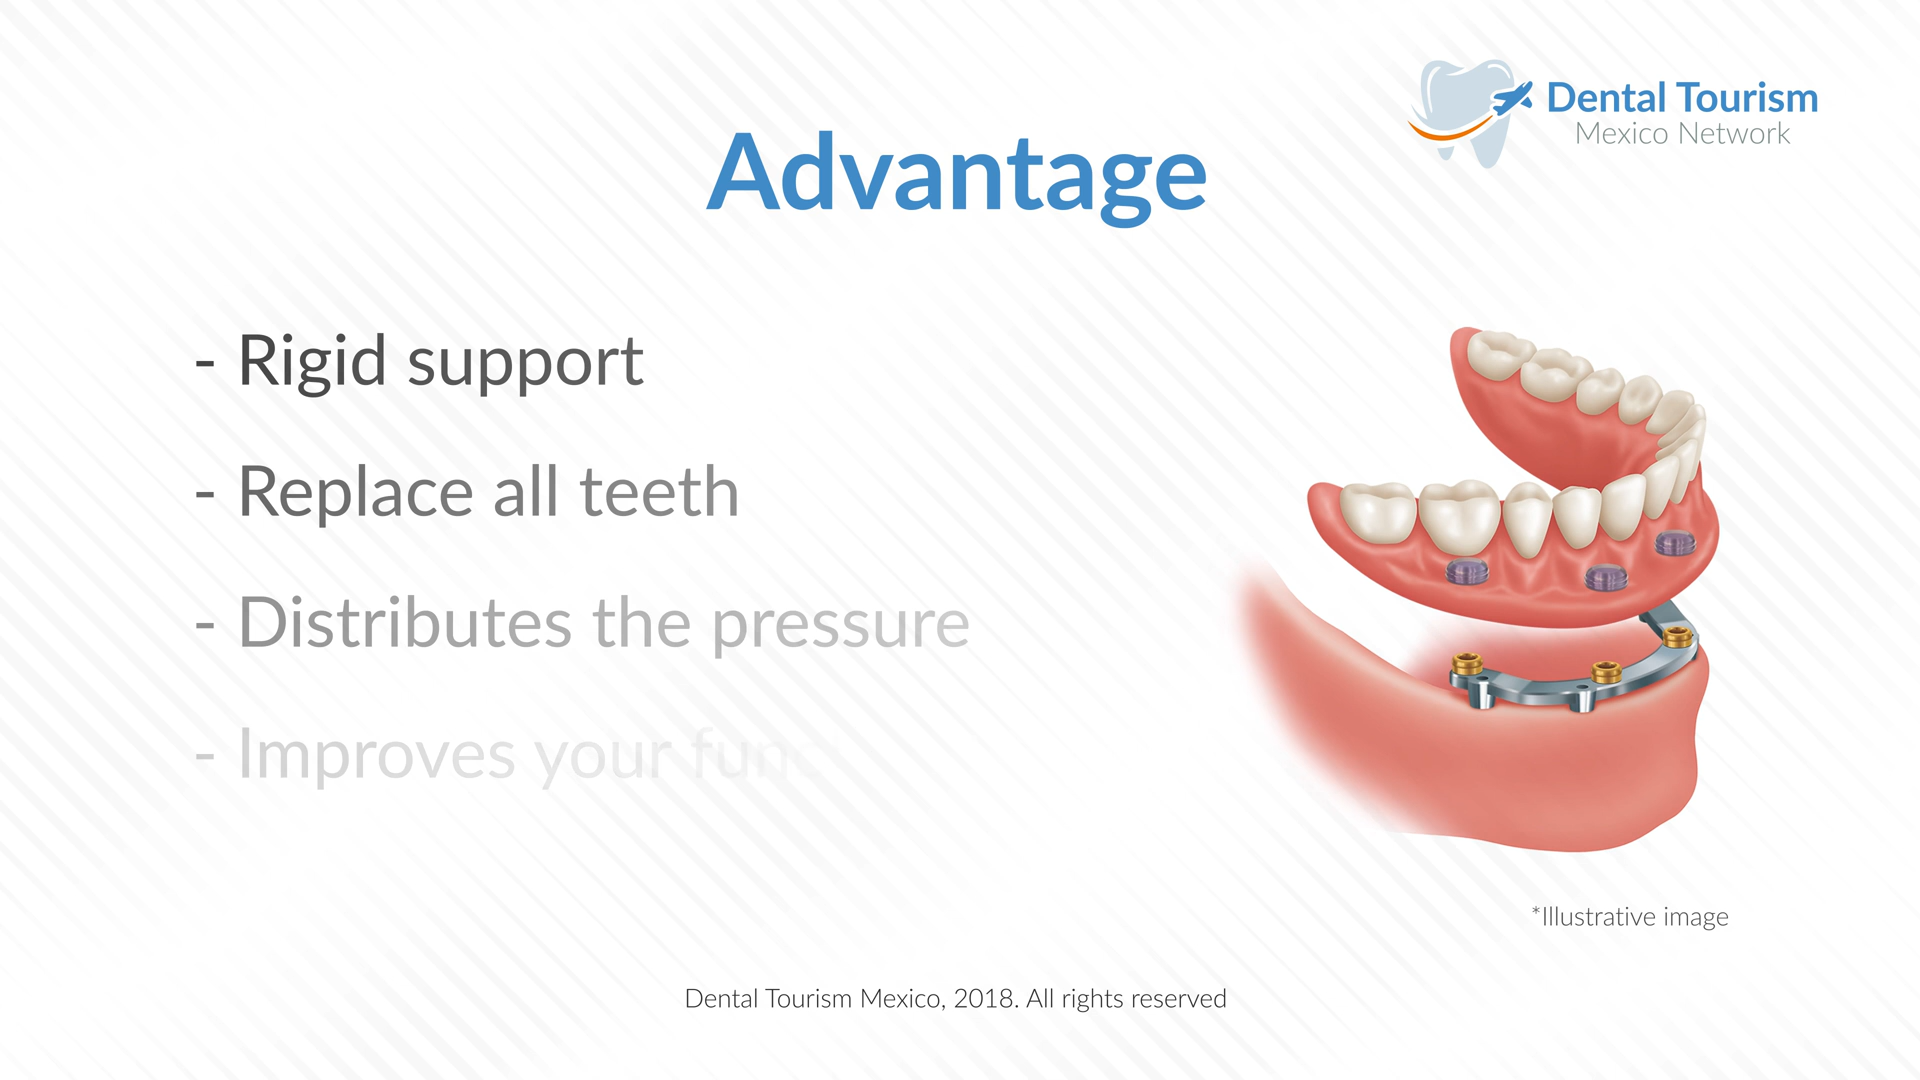 Dental Tourism
Mexico Network
Advantage
- Rigid support
- Replace all teeth
- Distributes the pressure
- Improves your
*Illustrative image
Dental Tourism Mexico, 2018. All rights reserved